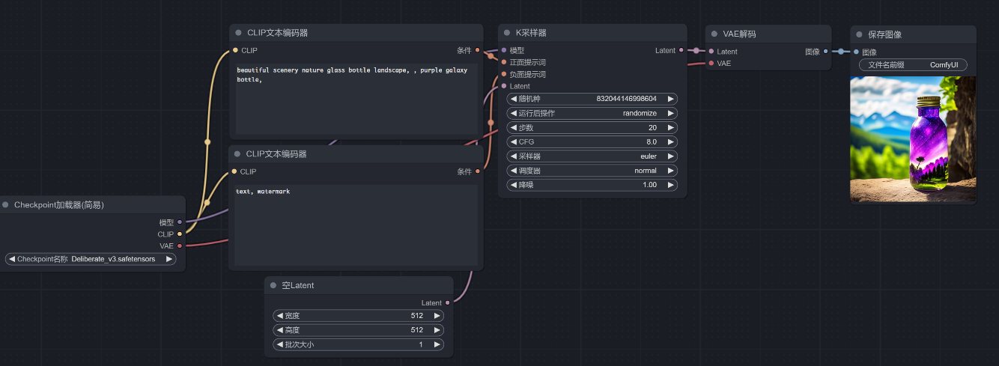 CLIP文本编码器
CLIP 条件
beautiful scenery nature glass bottle landscape, , purple galaxy
bottle,
CLIP文本编码器
CLIP 条件
text, watermark
Checkpoint加载器(简易)
模型
CLIP
VAE
Checkpoint名称 Deliberate_v3.safetensors
空Latent
Latent
宽度 512
高度 512
批次大小 1
K采样器
模型 Latent
正面提示词
负面提示词
Latent
随机种 832044146998604
运行后操作 randomize
步数 20
CFG 8.0
采样器 euler
调度器 normal
降噪 1.00
VAE解码
Latent 图像
VAE
保存图像
图像
文件名前缀 ComfyUI